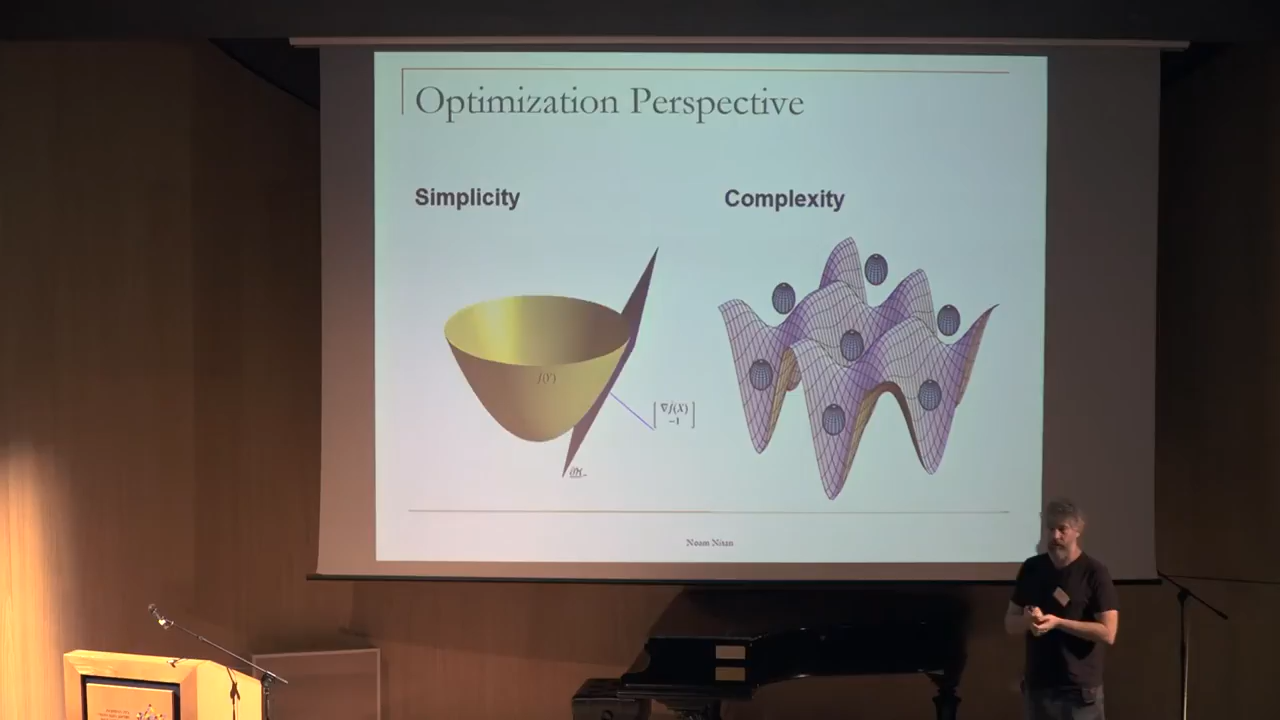 Optimization Perspective
Simplicity
Complexity
f(Y)
∇f(X)
−1
Noam Nisan